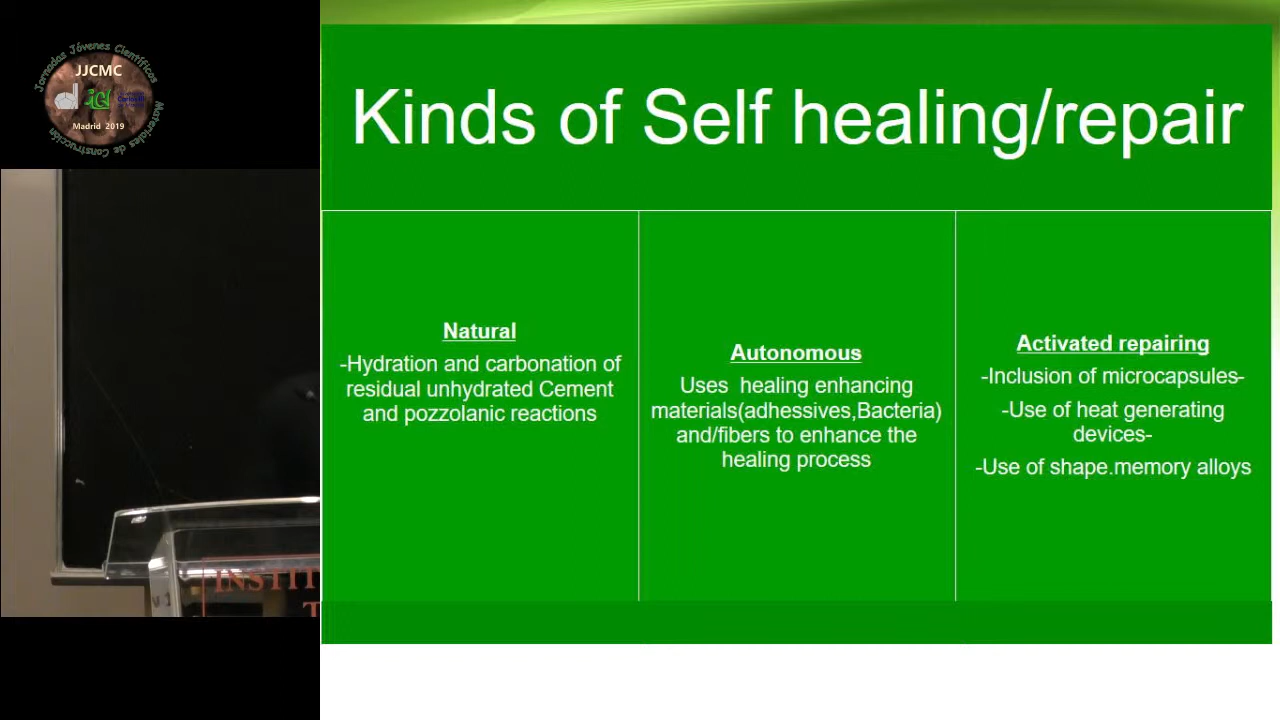 Jornadas Jóvenes Científicos
JJCMC
Madrid 2019
Materiales de Construcción
Kinds of Self healing/repair
Natural
-Hydration and carbonation of
residual unhydrated Cement
and pozzolanic reactions
Autonomous
Uses healing enhancing
materials(adhessives,Bacteria)
and/fibers to enhance the
healing process
Activated repairing
-Inclusion of microcapsules-
-Use of heat generating
devices-
-Use of shape.memory alloys
INSTIT
T